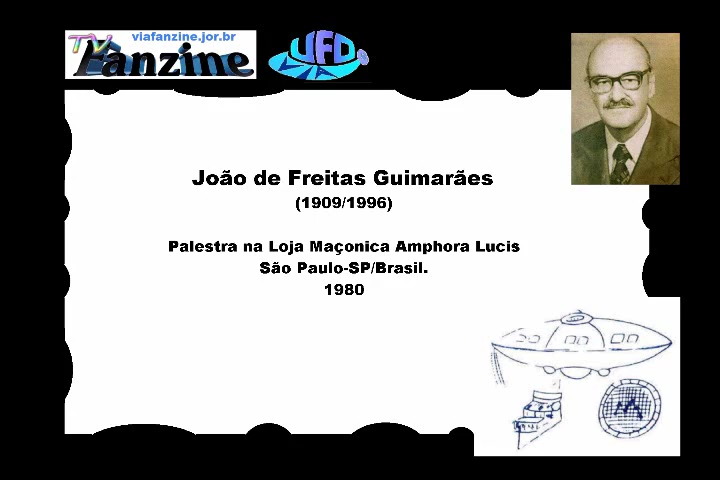 viafanzine.jor.br
TV Fanzine
UFO
VIA
João de Freitas Guimarães
(1909/1996)
Palestra na Loja Maçonica Amphora Lucis
São Paulo-SP/Brasil.
1980